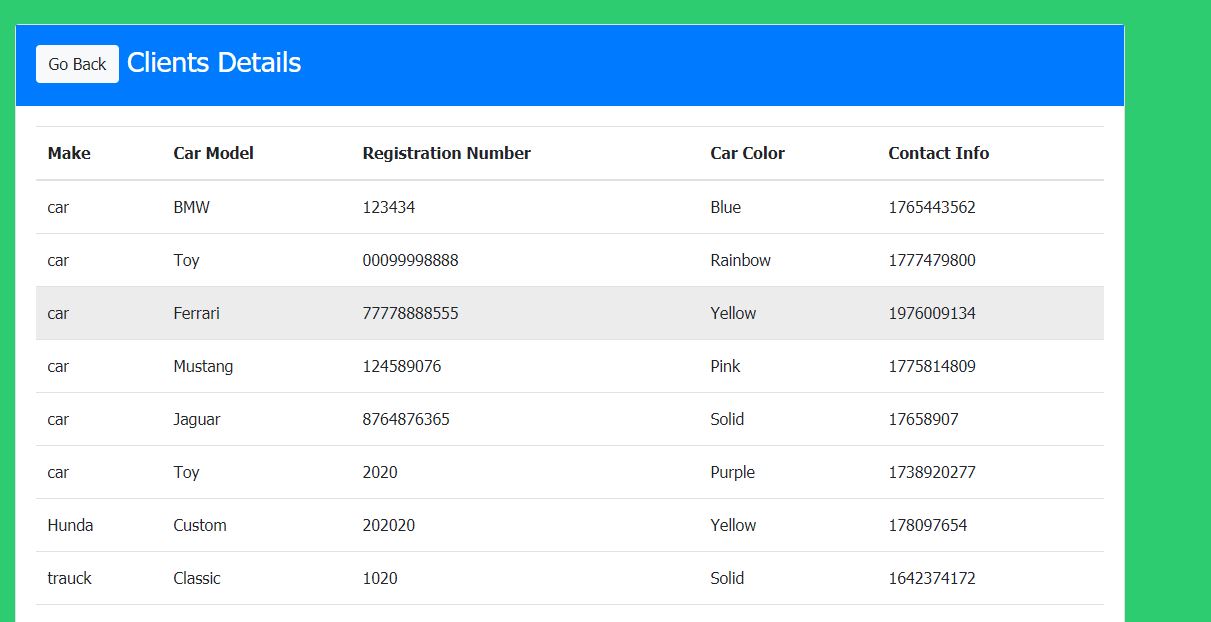 Go Back Clients Details
Make Car Model Registration Number Car Color Contact Info
car BMW 123434 Blue 1765443562
car Toy 00099998888 Rainbow 1777479800
car Ferrari 77778888555 Yellow 1976009134
car Mustang 124589076 Pink 1775814809
car Jaguar 8764876365 Solid 17658907
car Toy 2020 Purple 1738920277
Hunda Custom 202020 Yellow 178097654
trauck Classic 1020 Solid 1642374172